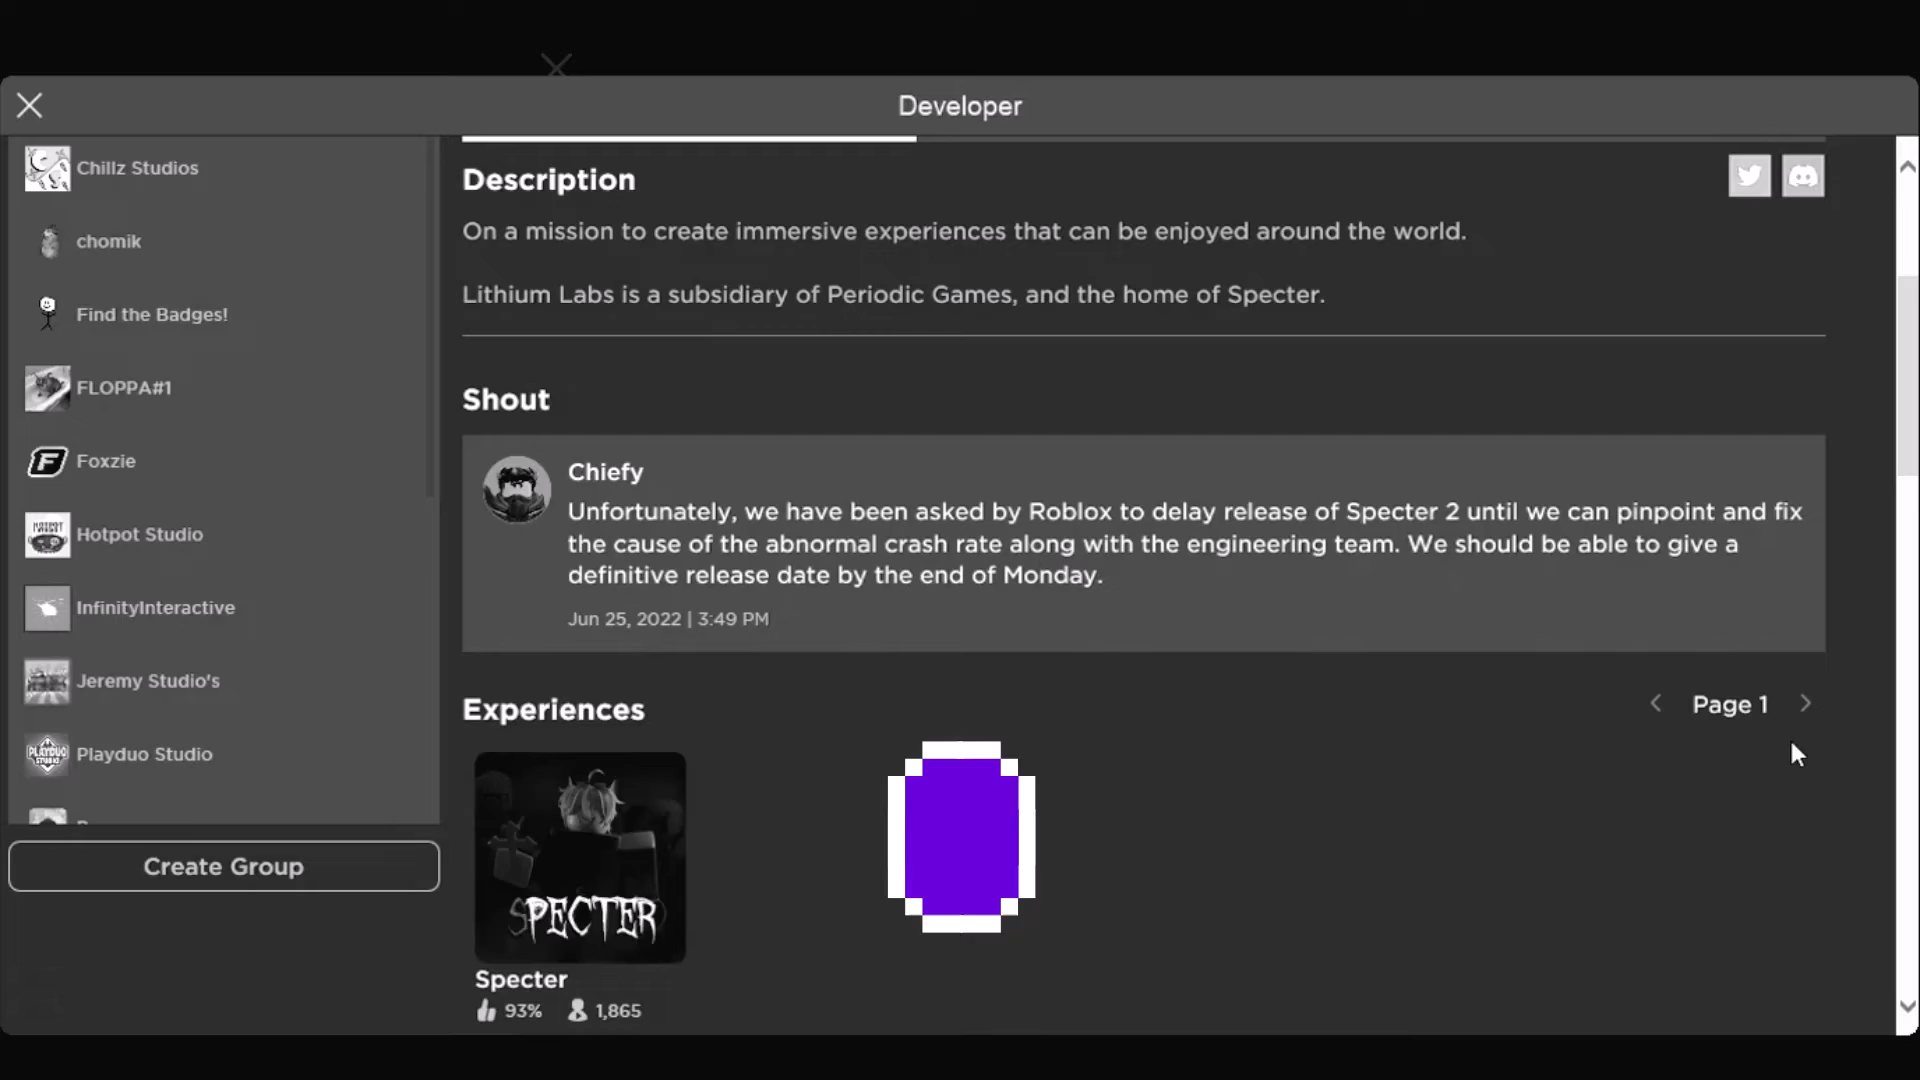 Developer
Chillz Studios
chomik
Find the Badges!
FLOPPA#1
Foxzie
Hotpot Studio
InfinityInteractive
Jeremy Studio's
PLAYDUO
Playduo Studio
Create Group
Description
On a mission to create immersive experiences that can be enjoyed around the world.
Lithium Labs is a subsidiary of Periodic Games, and the home of Specter.
Shout
Chiefy
Unfortunately, we have been asked by Roblox to delay release of Specter 2 until we can pinpoint and fix
the cause of the abnormal crash rate along with the engineering team. We should be able to give a
definitive release date by the end of Monday.
Jun 25, 2022 | 3:49 PM
Experiences
Page 1
SPECTER
Specter
93% 1,865